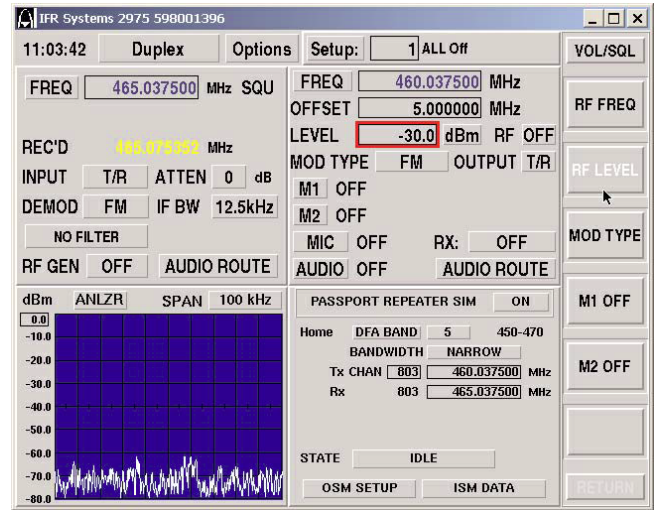 IFR Systems 2975 598001396
11:03:42 Duplex Options Setup: 1 ALL Off VOL/SQL
FREQ 465.037500 MHz SQU
REC'D 465.075352 MHz
INPUT T/R ATTEN 0 dB
DEMOD FM IF BW 12.5kHz
NO FILTER
RF GEN OFF AUDIO ROUTE
FREQ 460.037500 MHz
OFFSET 5.000000 MHz
LEVEL -30.0 dBm RF OFF
MOD TYPE FM OUTPUT T/R
M1 OFF
M2 OFF
MIC OFF RX: OFF
AUDIO OFF AUDIO ROUTE
dBm ANLZR SPAN 100 kHz
0.0
-10.0
-20.0
-30.0
-40.0
-50.0
-60.0
-70.0
-80.0
PASSPORT REPEATER SIM ON
Home DFA BAND 5 450-470
BANDWIDTH NARROW
Tx CHAN 803 460.037500 MHz
Rx 803 465.037500 MHz
STATE IDLE
OSM SETUP ISM DATA
RF FREQ
RF LEVEL
MOD TYPE
M1 OFF
M2 OFF
RETURN